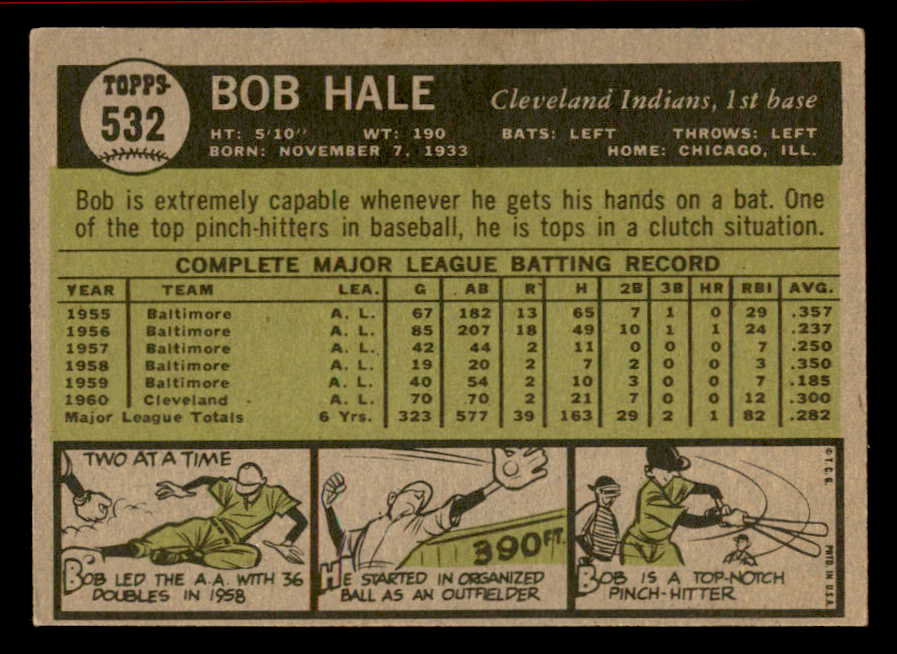 TOPPS
532
BOB HALE
Cleveland Indians, 1st base
HT: 5'10" WT: 190 BATS: LEFT THROWS: LEFT
BORN: NOVEMBER 7, 1933 HOME: CHICAGO, ILL.
Bob is extremely capable whenever he gets his hands on a bat. One
of the top pinch-hitters in baseball, he is tops in a clutch situation.
COMPLETE MAJOR LEAGUE BATTING RECORD
YEAR TEAM LEA. G AB R H 2B 3B HR RBI AVG.
1955 Baltimore A. L. 67 182 13 65 7 1 0 29 .357
1956 Baltimore A. L. 85 207 18 49 10 1 1 24 .237
1957 Baltimore A. L. 42 44 2 11 0 0 0 7 .250
1958 Baltimore A. L. 19 20 2 7 2 0 0 3 .350
1959 Baltimore A. L. 40 54 2 10 3 0 0 7 .185
1960 Cleveland A. L. 70 70 2 21 7 0 0 12 .300
Major League Totals 6 Yrs. 323 577 39 163 29 2 1 82 .282
TWO AT A TIME
BOB LED THE A.A. WITH 36
DOUBLES IN 1958
390 FT.
HE STARTED IN ORGANIZED
BALL AS AN OUTFIELDER
BOB IS A TOP-NOTCH
PINCH-HITTER
© T. C. G. PRTD. IN U.S.A.